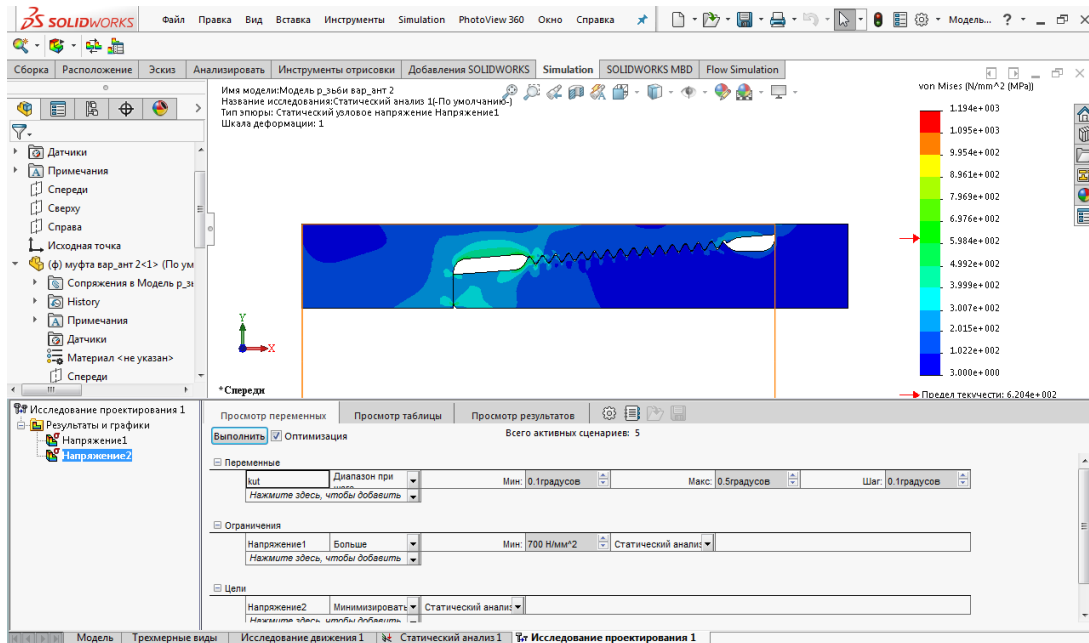 SOLIDWORKS Файл Правка Вид Вставка Инструменты Simulation PhotoView 360 Окно Справка Модель... ?
Сборка Расположение Эскиз Анализировать Инструменты отрисовки Добавления SOLIDWORKS Simulation SOLIDWORKS MBD Flow Simulation
Имя модели:Модель р_зьби вар_ант 2
Название исследования:Статический анализ 1(-По умолчанию-)
Тип эпюры: Статический узловое напряжение Напряжение1
Шкала деформации: 1
von Mises (N/mm^2 (MPa))
1.194e+003
1.095e+003
9.954e+002
8.961e+002
7.969e+002
6.976e+002
5.984e+002
4.992e+002
3.999e+002
3.007e+002
2.015e+002
1.022e+002
3.000e+000
Предел текучести: 6.204e+002
Датчики
Примечания
Спереди
Сверху
Справа
Исходная точка
(ф) муфта вар_ант 2<1> (По ум
Сопряжения в Модель р_зь
History
Примечания
Датчики
Материал <не указан>
Спереди
Y
X
*Спереди
Исследование проектирования 1
Результаты и графики
Напряжение1
Напряжение2
Просмотр переменных Просмотр таблицы Просмотр результатов
Выполнить Оптимизация Всего активных сценариев: 5
Переменные
kut Диапазон при Мин: 0.1градусов Макс: 0.5градусов Шаг: 0.1градусов
Нажмите здесь, чтобы добавить
Ограничения
Напряжение1 Больше Мин: 700 Н/мм^2 Статический анализ
Нажмите здесь, чтобы добавить
Цели
Напряжение2 Минимизировать Статический анализ
Нажмите здесь, чтобы добавить
Модель Трехмерные виды Исследование движения 1 Статический анализ 1 Исследование проектирования 1